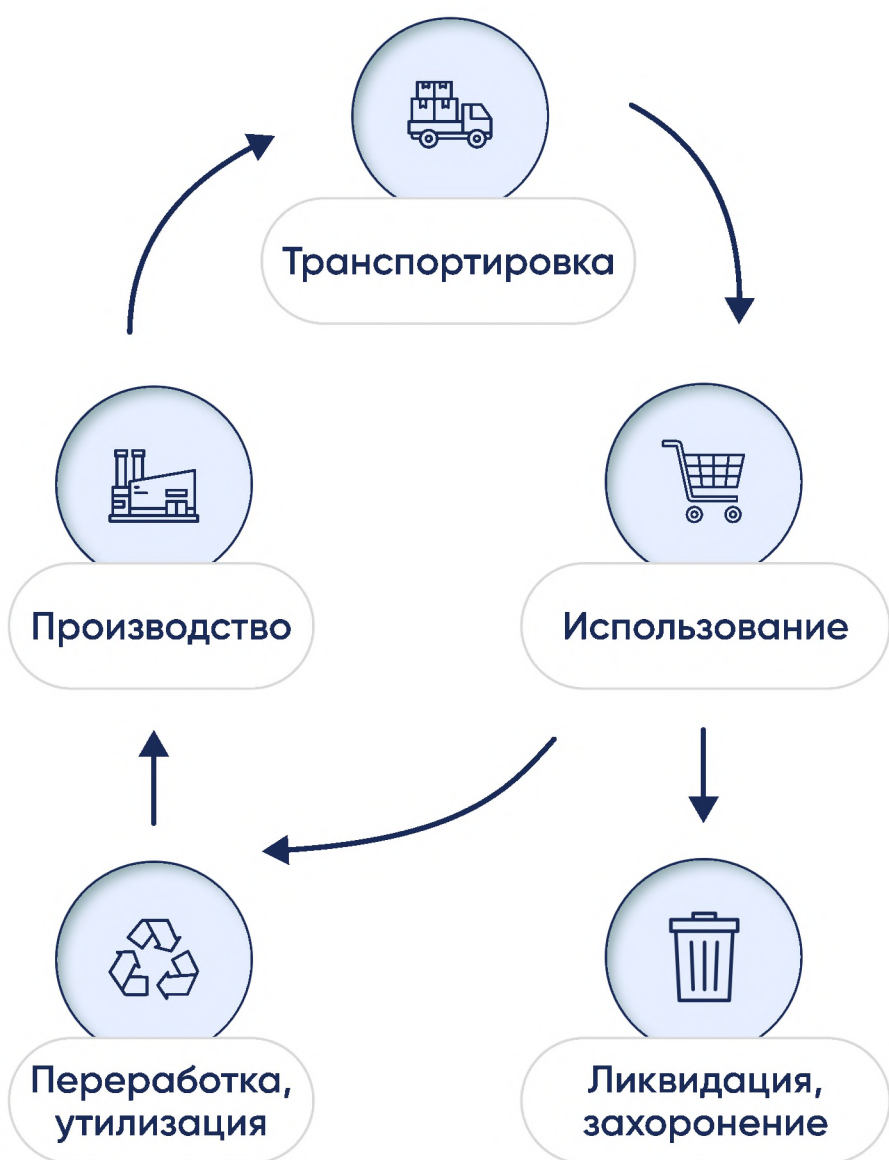 Транспортировка
Производство
Использование
Переработка,
утилизация
Ликвидация,
захоронение